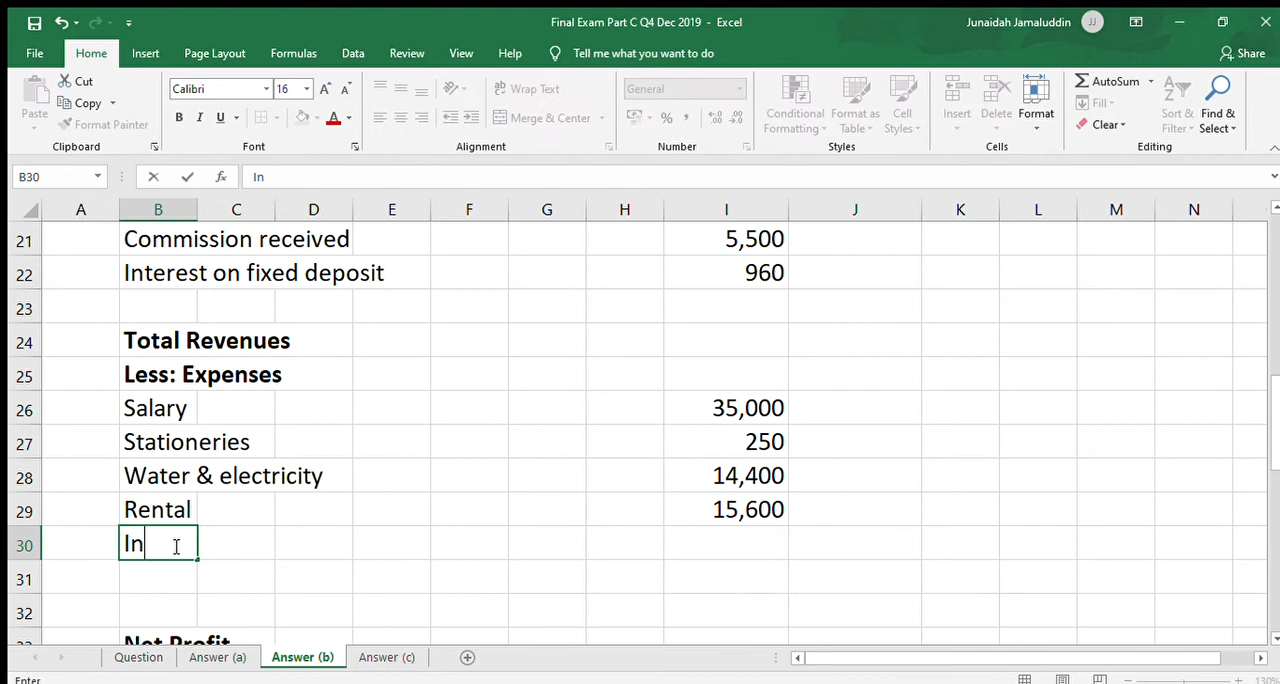 Final Exam Part C Q4 Dec 2019 - Excel
Junaidah Jamaluddin JJ
File Home Insert Page Layout Formulas Data Review View Help Tell me what you want to do Share
Cut
Copy
Format Painter
Paste
Clipboard
Calibri 16 A A
B I U A
Font
Wrap Text
Merge & Center
Alignment
General
% ,
Number
Conditional Formatting
Format as Table
Cell Styles
Styles
Insert Delete Format
Cells
AutoSum
Fill
Clear
Sort & Filter
Find & Select
Editing
B30 fx In
A B C D E F G H I J K L M N
21 Commission received 5,500
22 Interest on fixed deposit 960
23
24 Total Revenues
25 Less: Expenses
26 Salary 35,000
27 Stationeries 250
28 Water & electricity 14,400
29 Rental 15,600
30 In
31
32
Net Profit
Question Answer (a) Answer (b) Answer (c)
Enter 130%